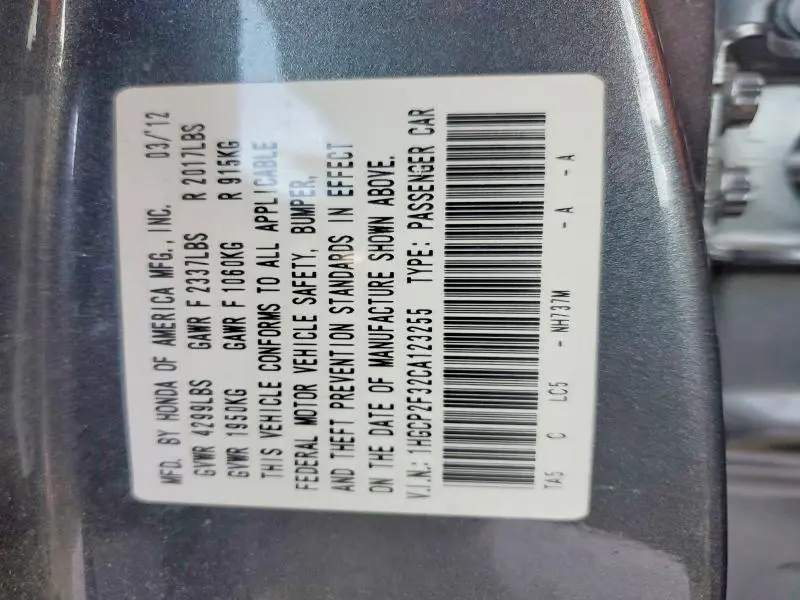 MFD. BY HONDA OF AMERICA MFG., INC. 03/'12
GVWR 4299LBS GAWR F 2337LBS R 2017LBS
GVWR 1950KG GAWR F 1060KG R 915KG
THIS VEHICLE CONFORMS TO ALL APPLICABLE
FEDERAL MOTOR VEHICLE SAFETY, BUMPER,
AND THEFT PREVENTION STANDARDS IN EFFECT
ON THE DATE OF MANUFACTURE SHOWN ABOVE.
V.I.N.: 1HGCP2F32CA123255 TYPE: PASSENGER CAR
TA5 C LC5 - NH737M - A - A